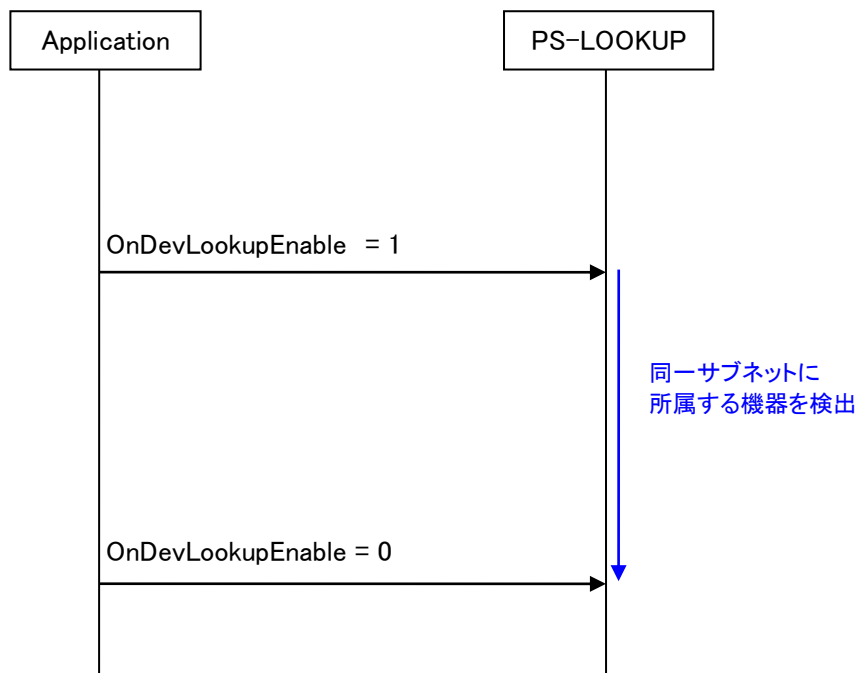 Application
PS-LOOKUP
OnDevLookupEnable = 1
同一サブネットに
所属する機器を検出
OnDevLookupEnable = 0